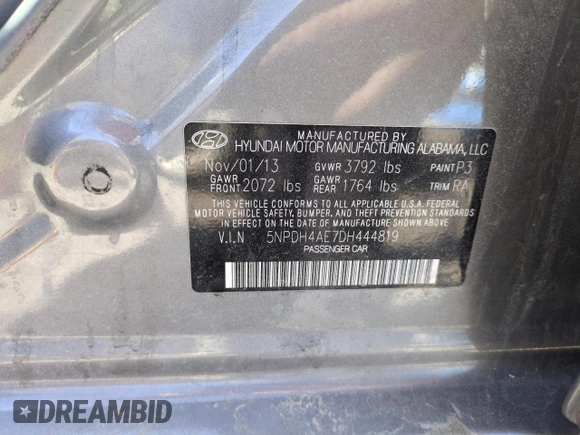 MANUFACTURED BY
HYUNDAI MOTOR MANUFACTURING ALABAMA, LLC
Nov/01/13 GVWR 3792 lbs PAINT P3
GAWR FRONT 2072 lbs GAWR REAR 1764 lbs TRIM RA
THIS VEHICLE CONFORMS TO ALL APPLICABLE U.S.A. FEDERAL
MOTOR VEHICLE SAFETY, BUMPER, AND THEFT PREVENTION
STANDARDS IN EFFECT ON THE DATE OF MANUFACTURE SHOWN ABOVE
V.I.N 5NPDH4AE7DH444819
PASSENGER CAR
DREAMBID